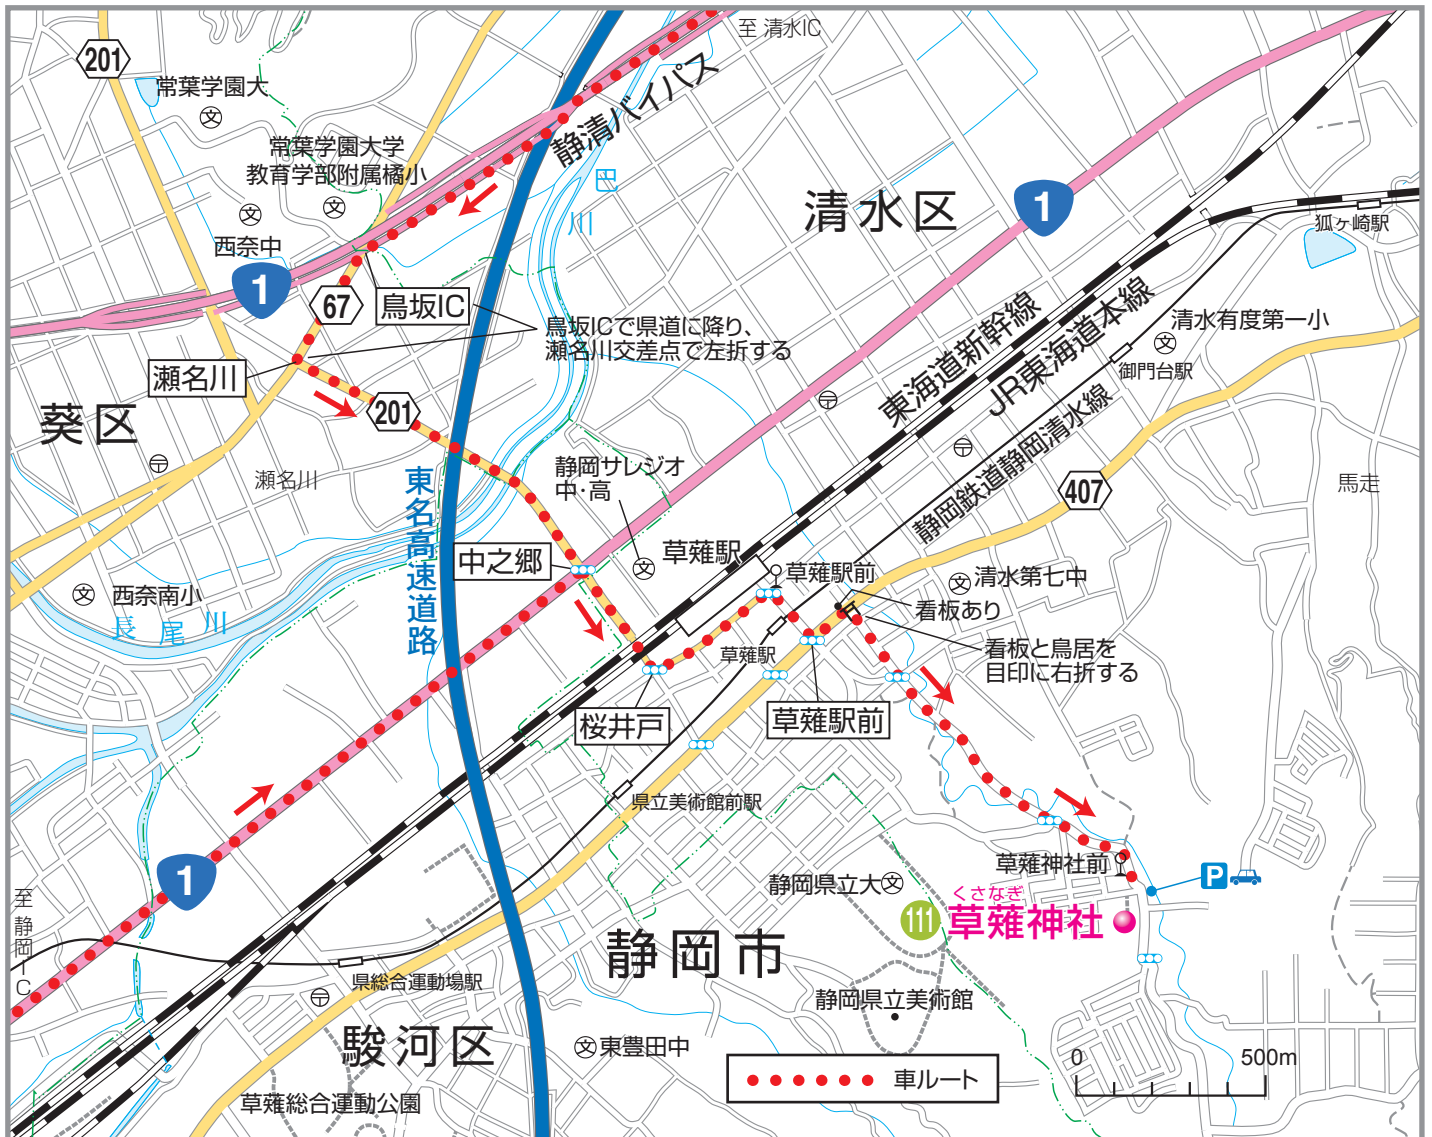 至 清水IC
201
常葉学園大
文
静清バイパス
常葉学園大学
教育学部附属橘小
文
文
巴
川
清水区
1
狐ヶ崎駅
西奈中
1
67
鳥坂IC
鳥坂ICで県道に降り、
瀬名川交差点で左折する
東海道新幹線
JR東海道本線
清水有度第一小
文
御門台駅
瀬名川
葵区
201
静岡鉄道静岡清水線
瀬名川
東名高速道路
静岡サレジオ
中・高
文
407
馬走
中之郷
草薙駅
草薙駅前
文
清水第七中
看板あり
文
西奈南小
長尾川
草薙駅
看板と鳥居を
目印に右折する
桜井戸
草薙駅前
県立美術館前駅
1
草薙神社前
P
静岡県立大
文
くさなぎ
111
草薙神社
至静岡IC
静岡市
県総合運動場駅
静岡県立美術館
駿河区
文
東豊田中
0
500m
車ルート
草薙総合運動公園